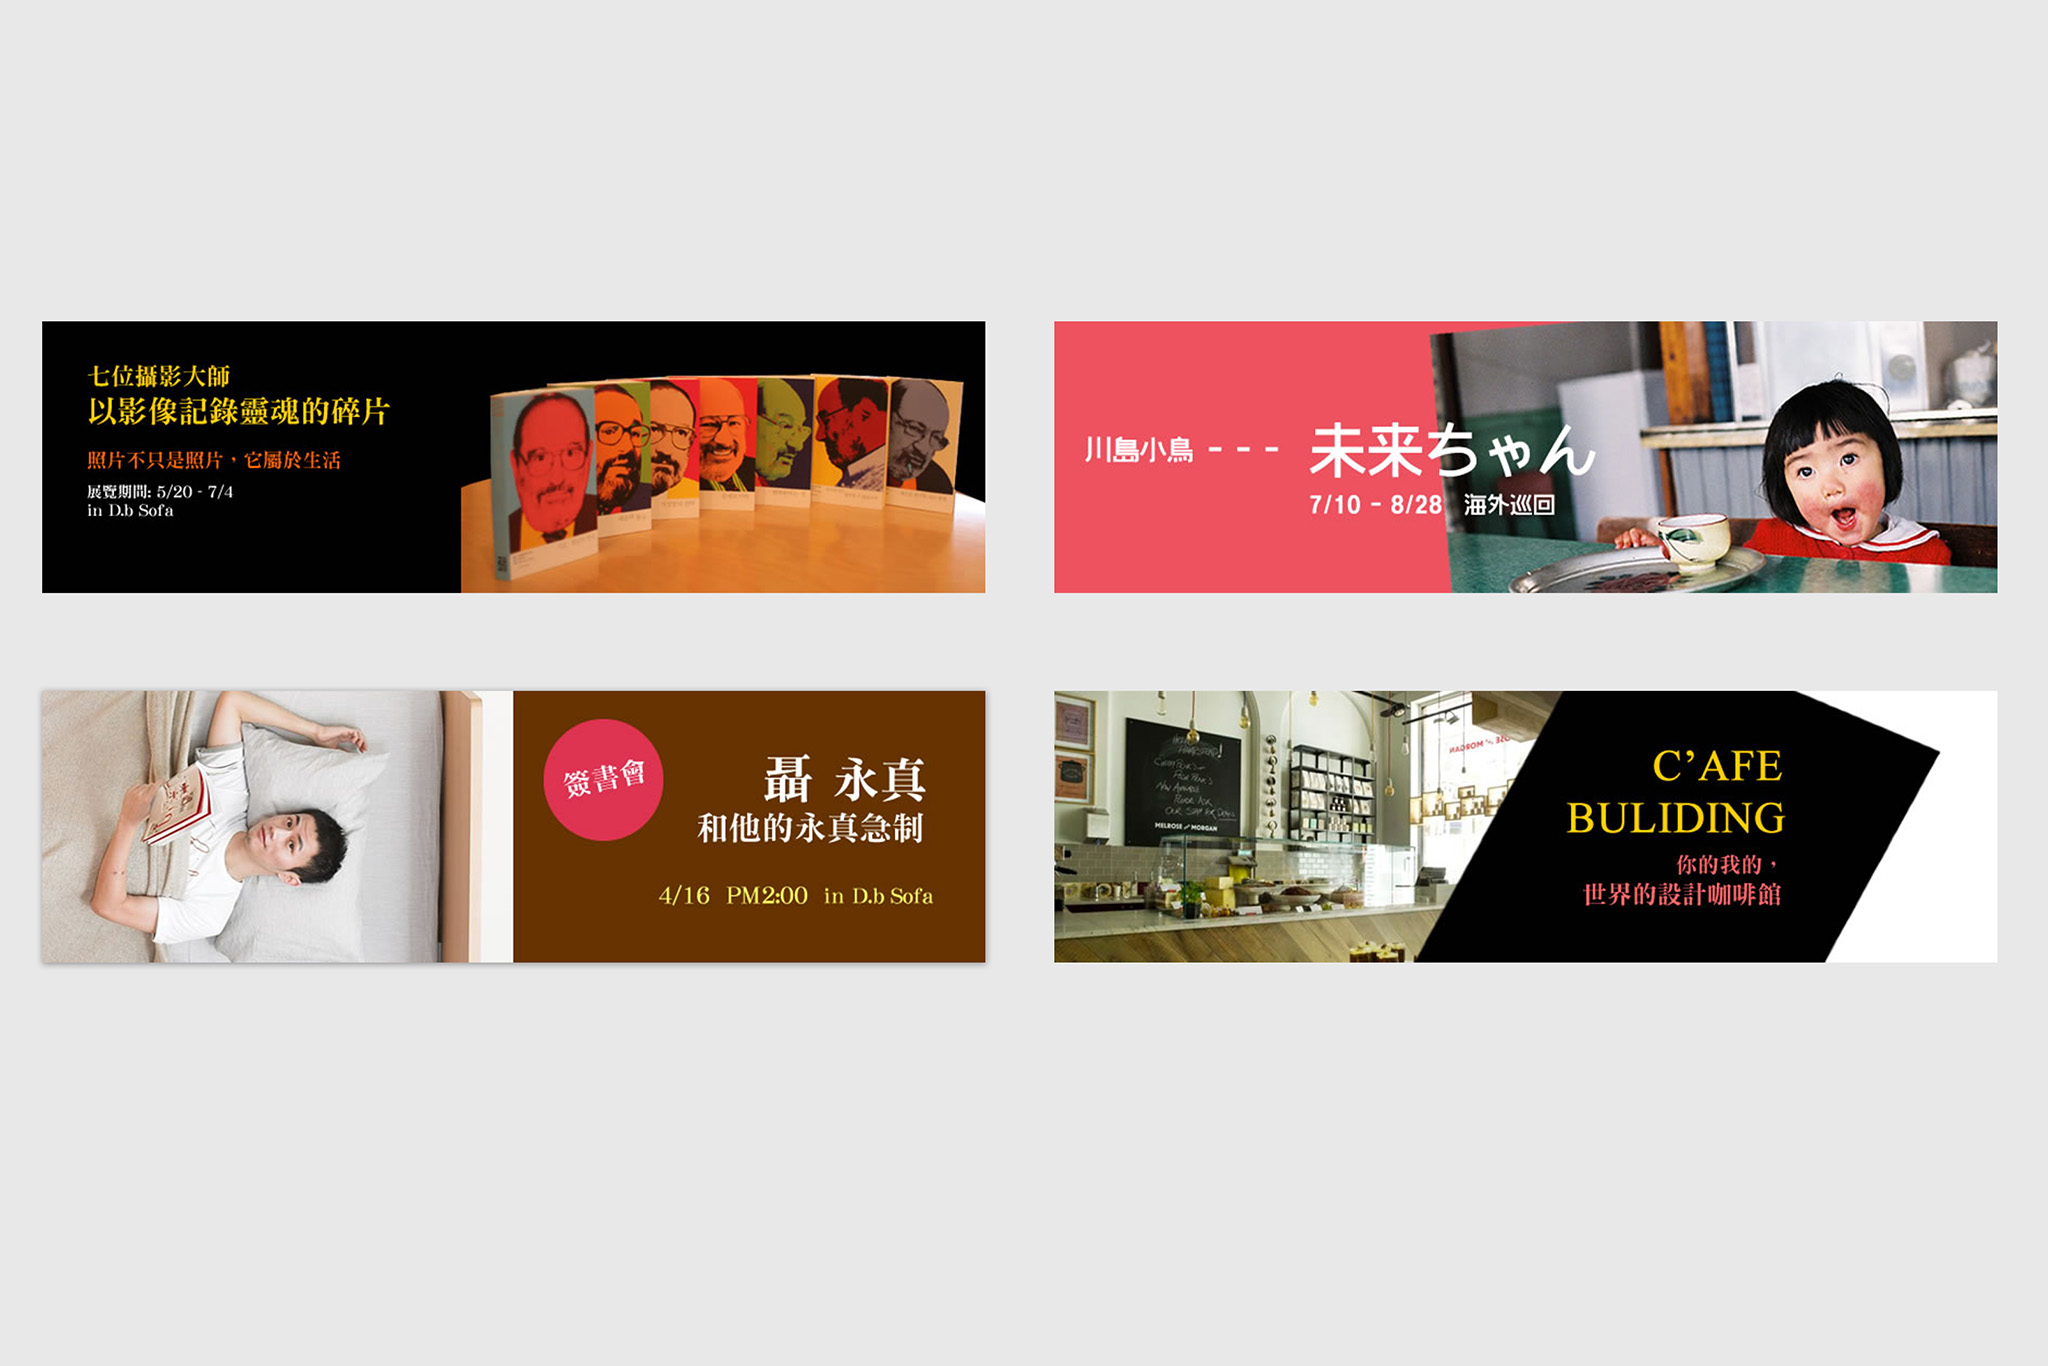 七位攝影大師
以影像記錄靈魂的碎片
照片不只是照片，它屬於生活
展覽期間: 5/20 - 7/4
in D.b Sofa
川島小鳥 - - - 未来ちゃん
7/10 - 8/28 海外巡回
簽書會
聶 永真
和他的永真急制
4/16 PM2:00 in D.b Sofa
MELROSE AND MORGAN
C’AFE
BULIDING
你的我的，
世界的設計咖啡館